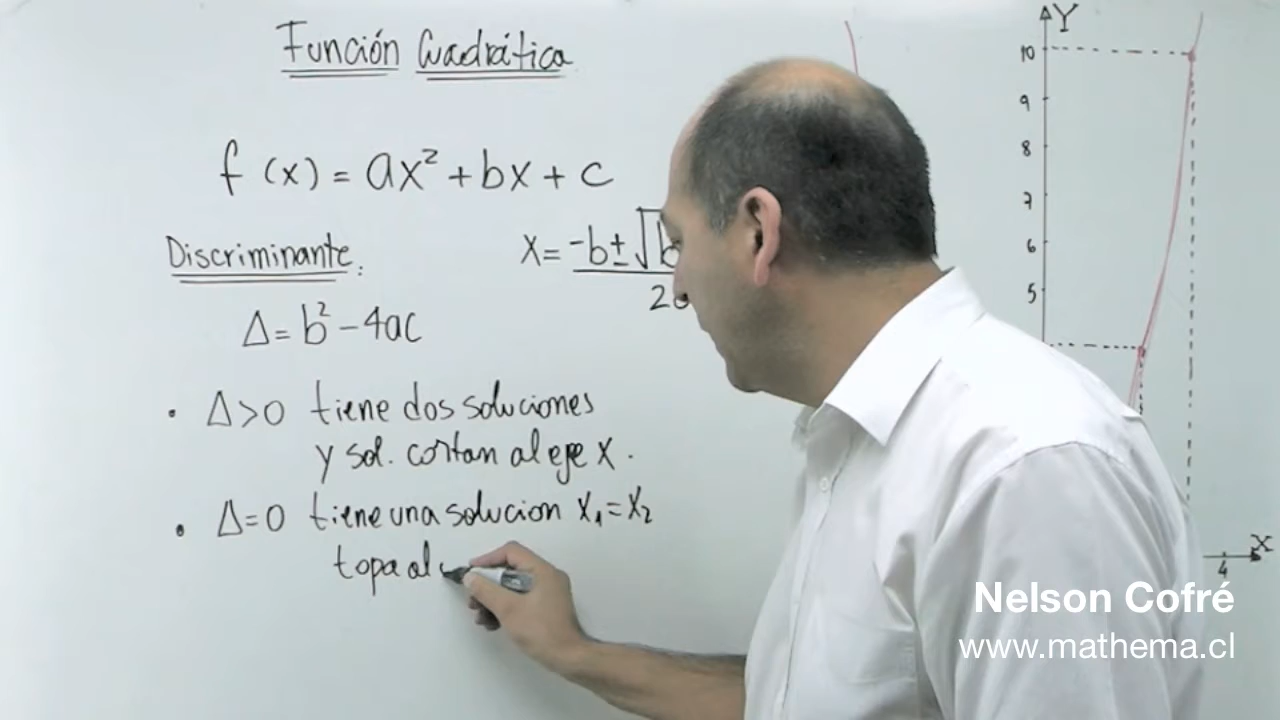 Función Cuadrática
f(x) = ax² + bx + c
Discriminante:
x = -b±√b
2
Δ = b² - 4ac
• Δ>0 tiene dos soluciones
y sol. cortan al eje x.
• Δ=0 tiene una solucion x₁=x₂
topa al
Y
10
9
8
7
6
5
X
4
Nelson Cofré
www.mathema.cl